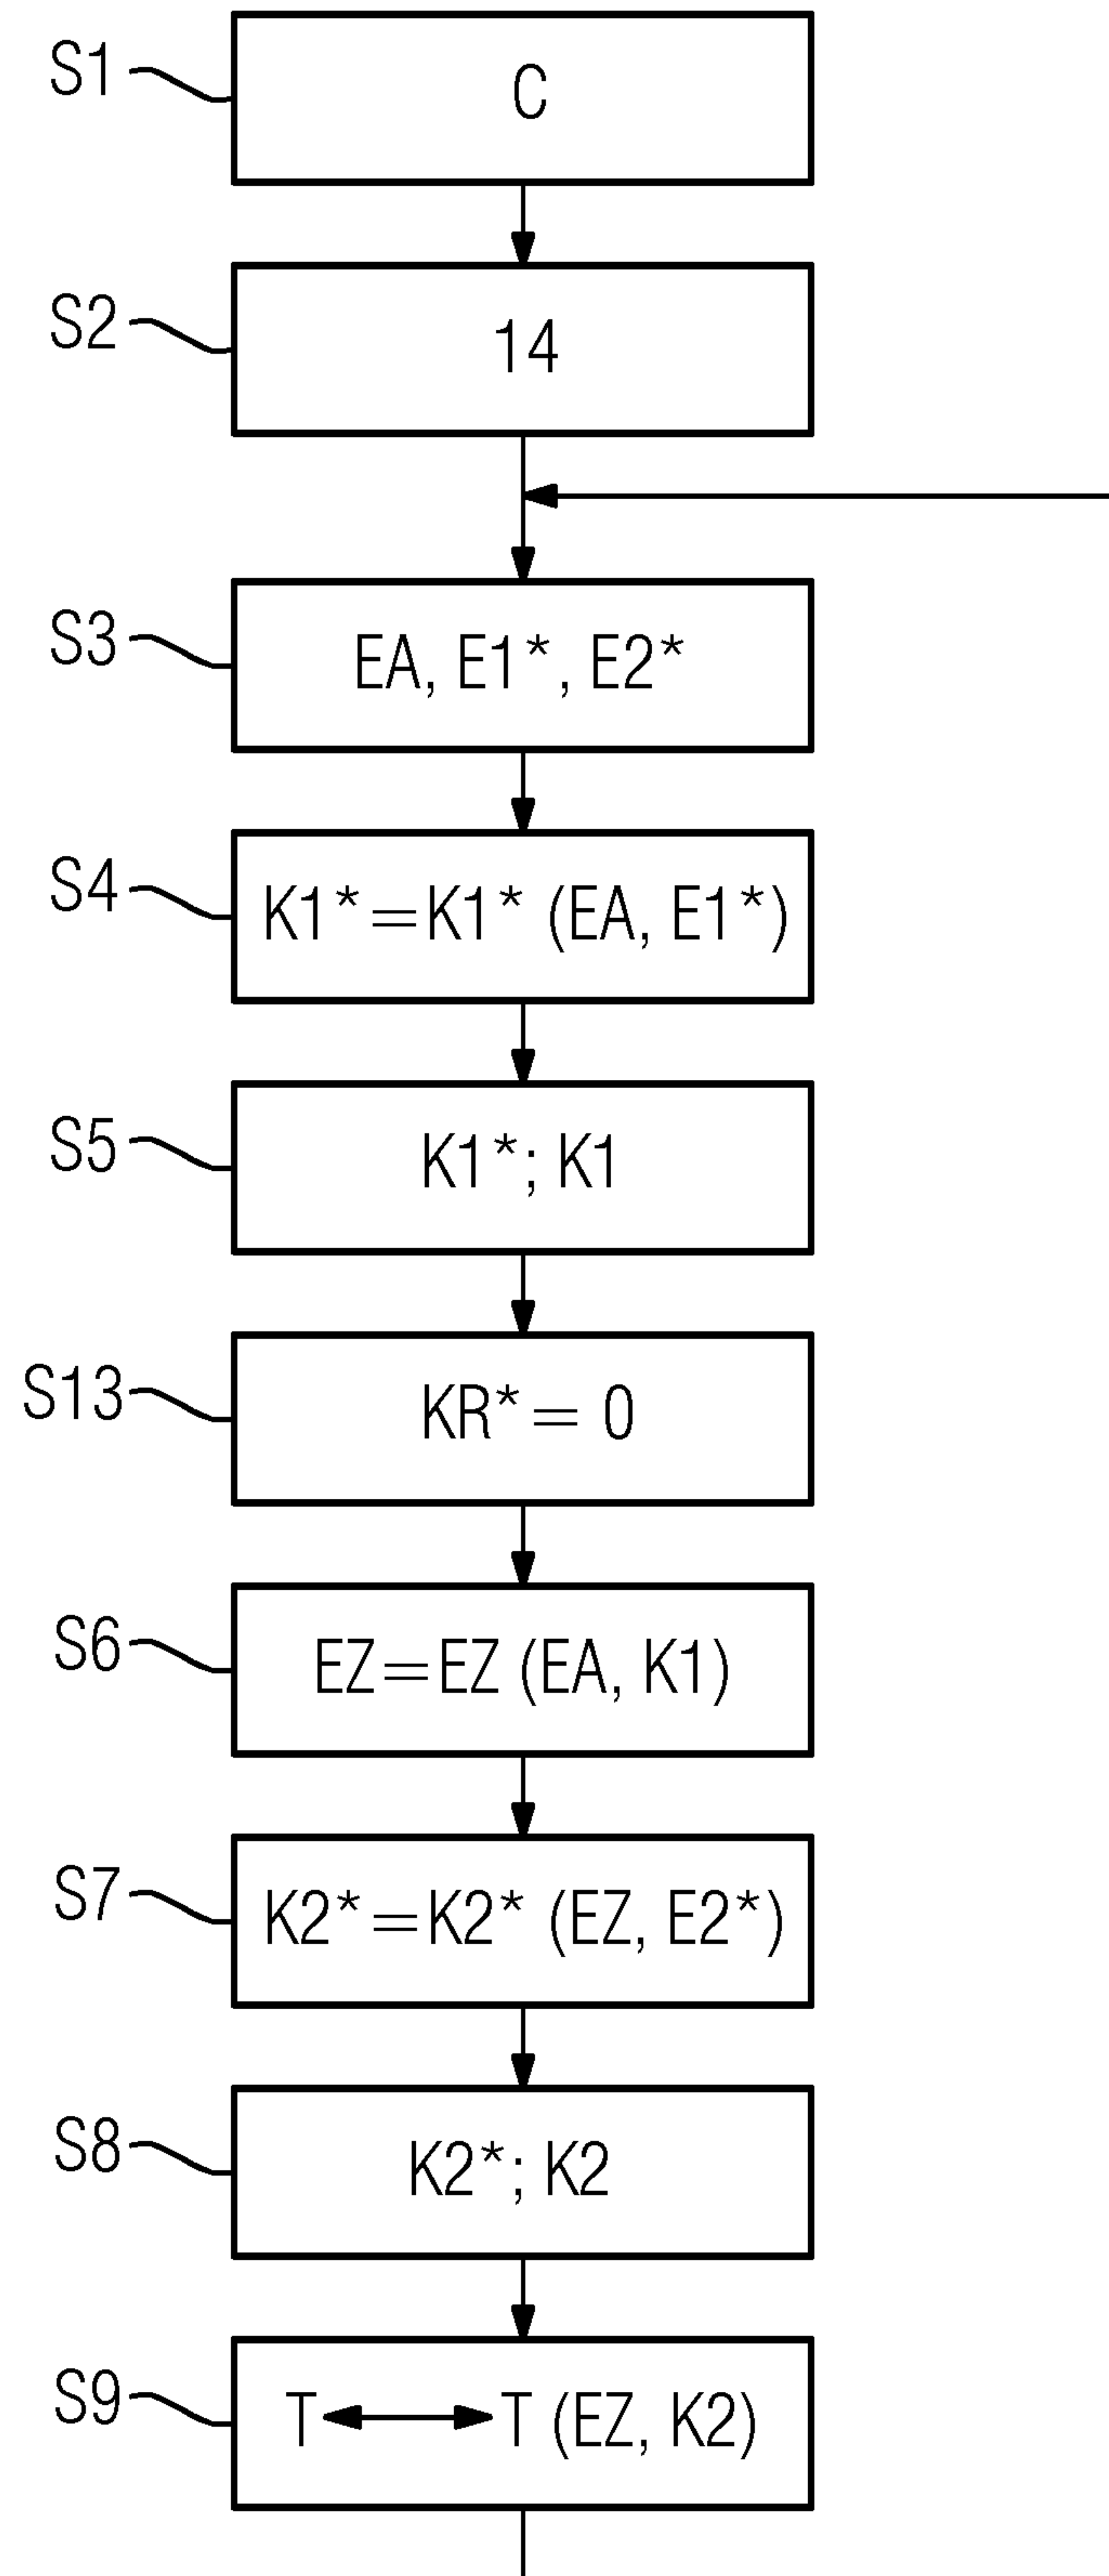 S1
C
S2
14
S3
EA, E1*, E2*
S4
K1*=K1* (EA, E1*)
S5
K1*; K1
S13
KR*= 0
S6
EZ=EZ (EA, K1)
S7
K2*=K2* (EZ, E2*)
S8
K2*; K2
S9
T ↔ T (EZ, K2)